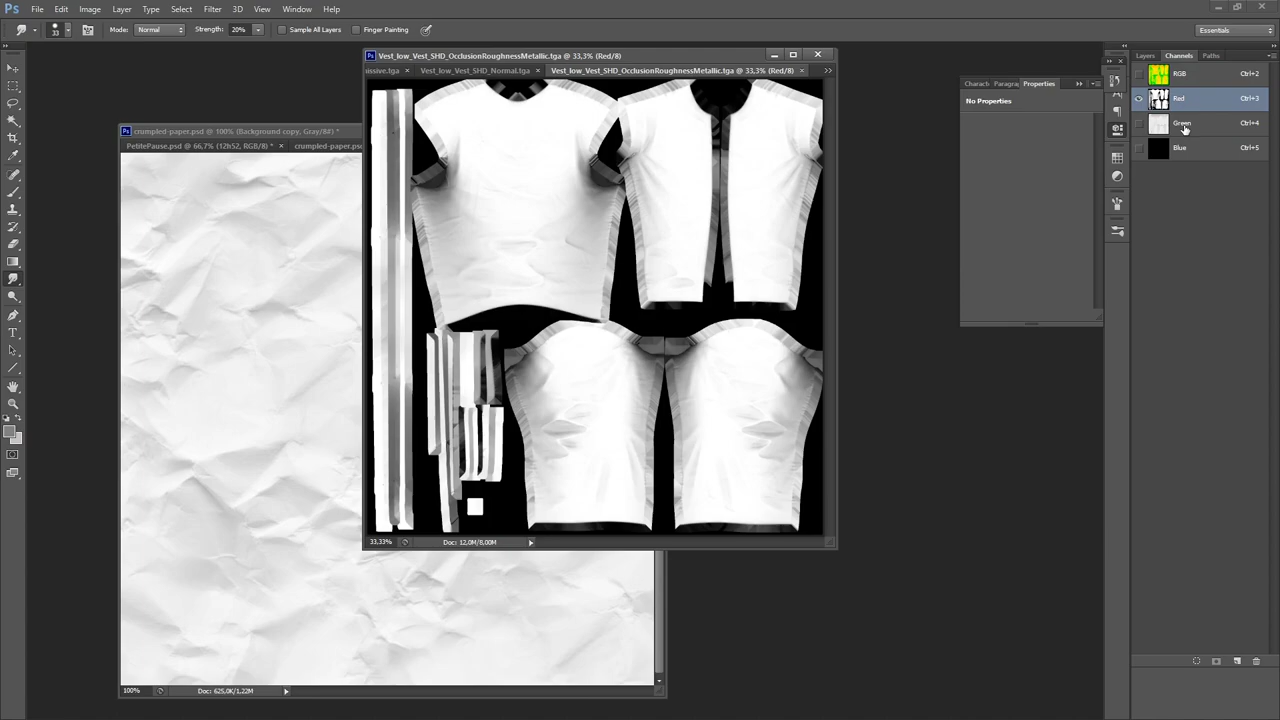 Ps File Edit Image Layer Type Select Filter 3D View Window Help
33 Mode: Normal Strength: 20% Sample All Layers Finger Painting Essentials
Vest_low_Vest_SHD_OcclusionRoughnessMetallic.tga @ 33,3% (Red/8)
issive.tga × Vest_low_Vest_SHD_Normal.tga × Vest_low_Vest_SHD_OcclusionRoughnessMetallic.tga @ 33,3% (Red/8) ×
Layers Channels Paths
RGB Ctrl+2
Red Ctrl+3
Green Ctrl+4
Blue Ctrl+5
Charact Paragra Properties
No Properties
crumpled-paper.psd @ 100% (Background copy, Gray/8#) *
PetitePause.psd @ 66,7% (12h52, RGB/8) * × crumpled-paper.psd
33.33% Doc: 12,0M/8,00M
100% Doc: 625,0K/1,22M